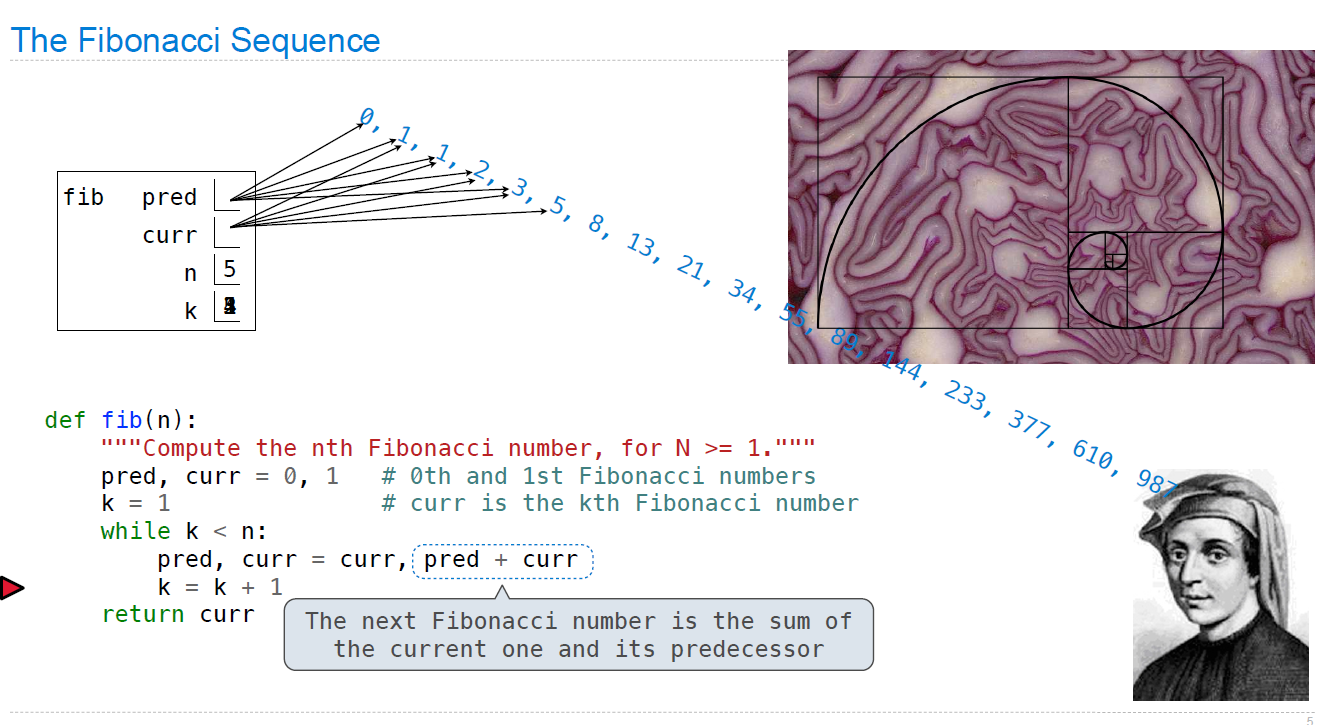 The Fibonacci Sequence
0, 1, 1, 2, 3, 5, 8, 13, 21, 34, 55, 89, 144, 233, 377, 610, 987
fib pred
curr
n 5
k
def fib(n):
"""Compute the nth Fibonacci number, for N >= 1."""
pred, curr = 0, 1 # 0th and 1st Fibonacci numbers
k = 1 # curr is the kth Fibonacci number
while k < n:
pred, curr = curr, pred + curr
k = k + 1
return curr
The next Fibonacci number is the sum of
the current one and its predecessor
5